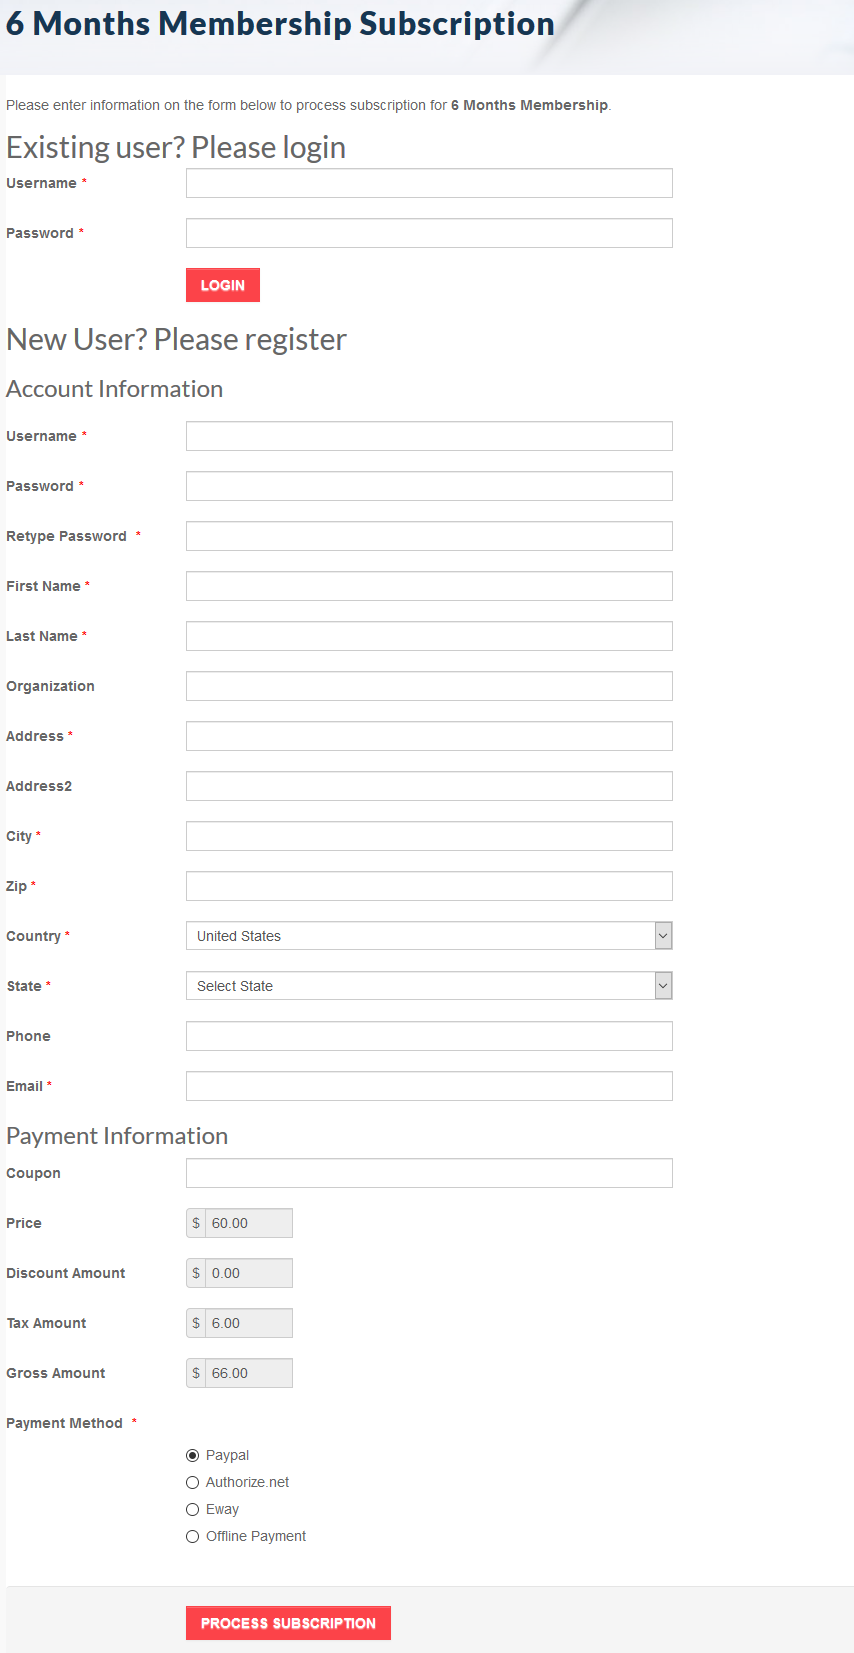 6 Months Membership Subscription
Please enter information on the form below to process subscription for 6 Months Membership.
Existing user? Please login
Username *
Password *
LOGIN
New User? Please register
Account Information
Username *
Password *
Retype Password *
First Name *
Last Name *
Organization
Address *
Address2
City *
Zip *
Country * United States
State * Select State
Phone
Email *
Payment Information
Coupon
Price $ 60.00
Discount Amount $ 0.00
Tax Amount $ 6.00
Gross Amount $ 66.00
Payment Method *
Paypal
Authorize.net
Eway
Offline Payment
PROCESS SUBSCRIPTION